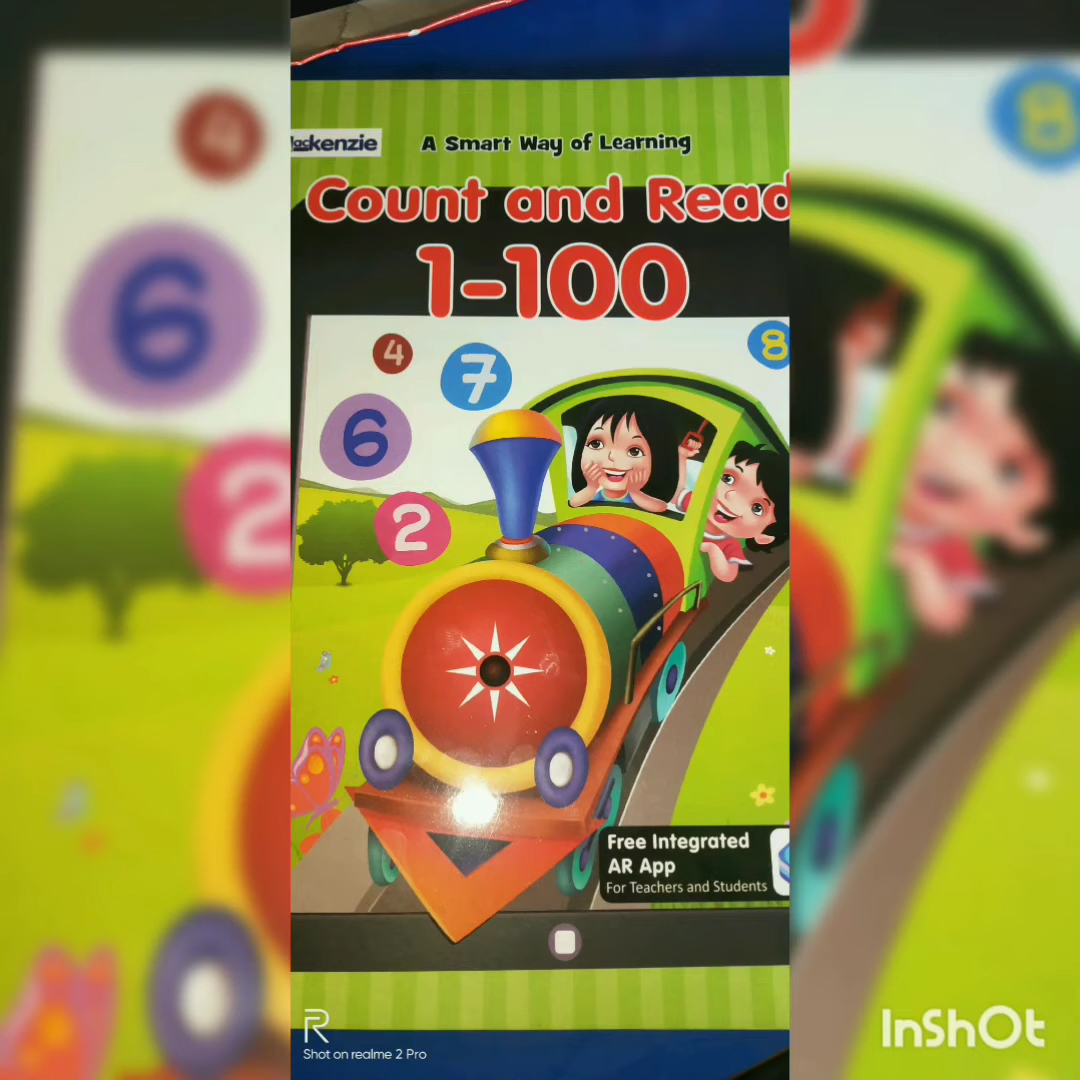 ackenzie
A Smart Way of Learning
Count and Read
1-100
4
7
8
6
2
Free Integrated
AR App
For Teachers and Students
R
Shot on realme 2 Pro
InShOt